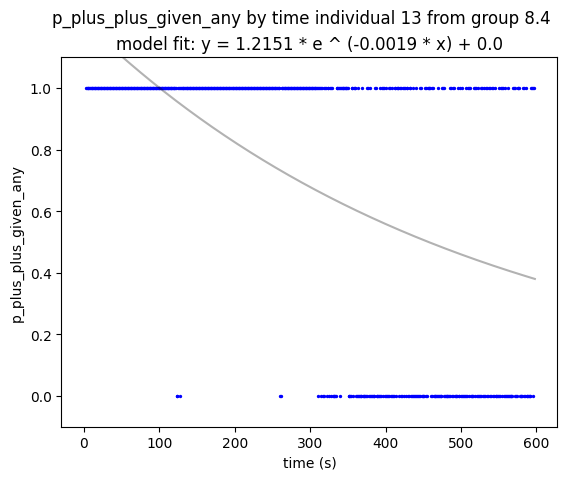 p_plus_plus_given_any by time individual 13 from group 8.4
model fit: y = 1.2151 * e ^ (-0.0019 * x) + 0.0
p_plus_plus_given_any
1.0
0.8
0.6
0.4
0.2
0.0
0 100 200 300 400 500 600
time (s)